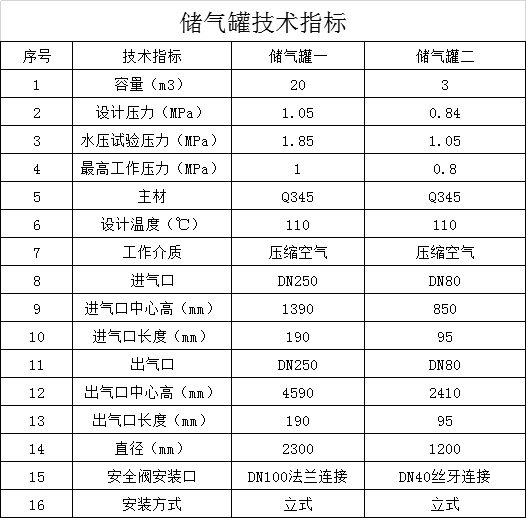 储气罐技术指标
序号 技术指标 储气罐一 储气罐二
1 容量（m3） 20 3
2 设计压力（MPa） 1.05 0.84
3 水压试验压力（MPa） 1.85 1.05
4 最高工作压力（MPa） 1 0.8
5 主材 Q345 Q345
6 设计温度（℃） 110 110
7 工作介质 压缩空气 压缩空气
8 进气口 DN250 DN80
9 进气口中心高（mm） 1390 850
10 进气口长度（mm） 190 95
11 出气口 DN250 DN80
12 出气口中心高（mm） 4590 2410
13 出气口长度（mm） 190 95
14 直径（mm） 2300 1200
15 安全阀安装口 DN100法兰连接 DN40丝牙连接
16 安装方式 立式 立式